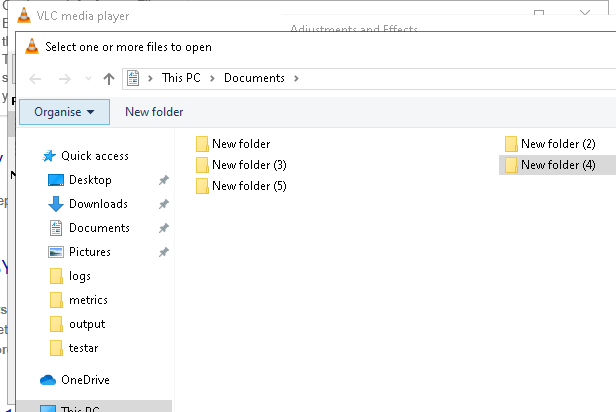 VLC media player
Adjustments and Effects
Select one or more files to open
This PC > Documents >
Organise
New folder
New folder
New folder (2)
New folder (3)
New folder (4)
New folder (5)
Quick access
Desktop
Downloads
Documents
Pictures
logs
metrics
output
testar
OneDrive
This PC